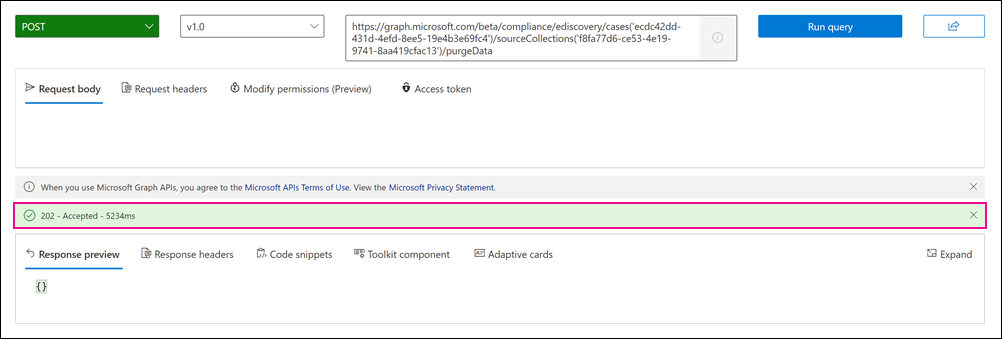 POST
v1.0
https://graph.microsoft.com/beta/compliance/ediscovery/cases('ecdc42dd-
431d-4efd-8ee5-19e4b3e69fc4')/sourceCollections('f8fa77d6-ce53-4e19-
9741-8aa419cfac13')/purgeData
Run query
Request body
Request headers
Modify permissions (Preview)
Access token
When you use Microsoft Graph APIs, you agree to the Microsoft APIs Terms of Use. View the Microsoft Privacy Statement.
202 - Accepted - 5234ms
Response preview
Response headers
Code snippets
Toolkit component
Adaptive cards
Expand
{}